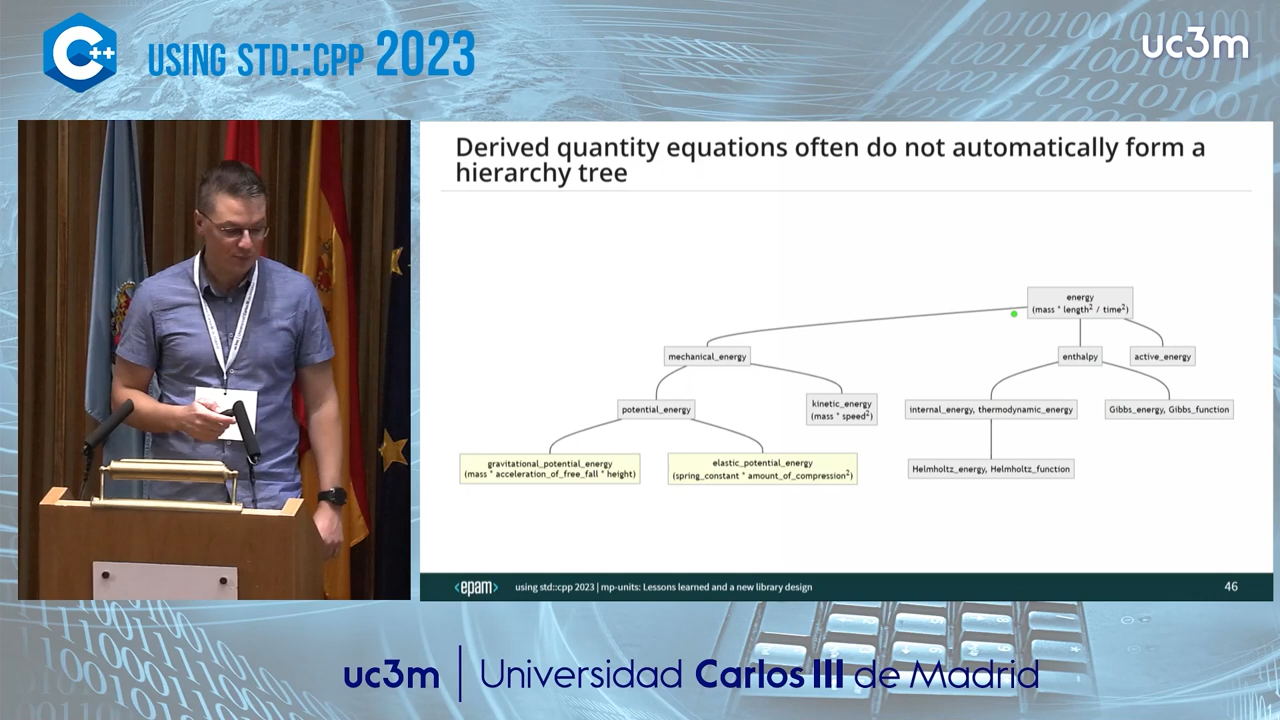 C++
USING STD::CPP 2023
uc3m
Derived quantity equations often do not automatically form a
hierarchy tree
energy
(mass * length² / time²)
mechanical_energy
enthalpy
active_energy
potential_energy
kinetic_energy
(mass * speed²)
internal_energy, thermodynamic_energy
Gibbs_energy, Gibbs_function
gravitational_potential_energy
(mass * acceleration_of_free_fall * height)
elastic_potential_energy
(spring_constant * amount_of_compression²)
Helmholtz_energy, Helmholtz_function
<epam>
using std::cpp 2023 | mp-units: Lessons learned and a new library design
46
uc3m | Universidad Carlos III de Madrid